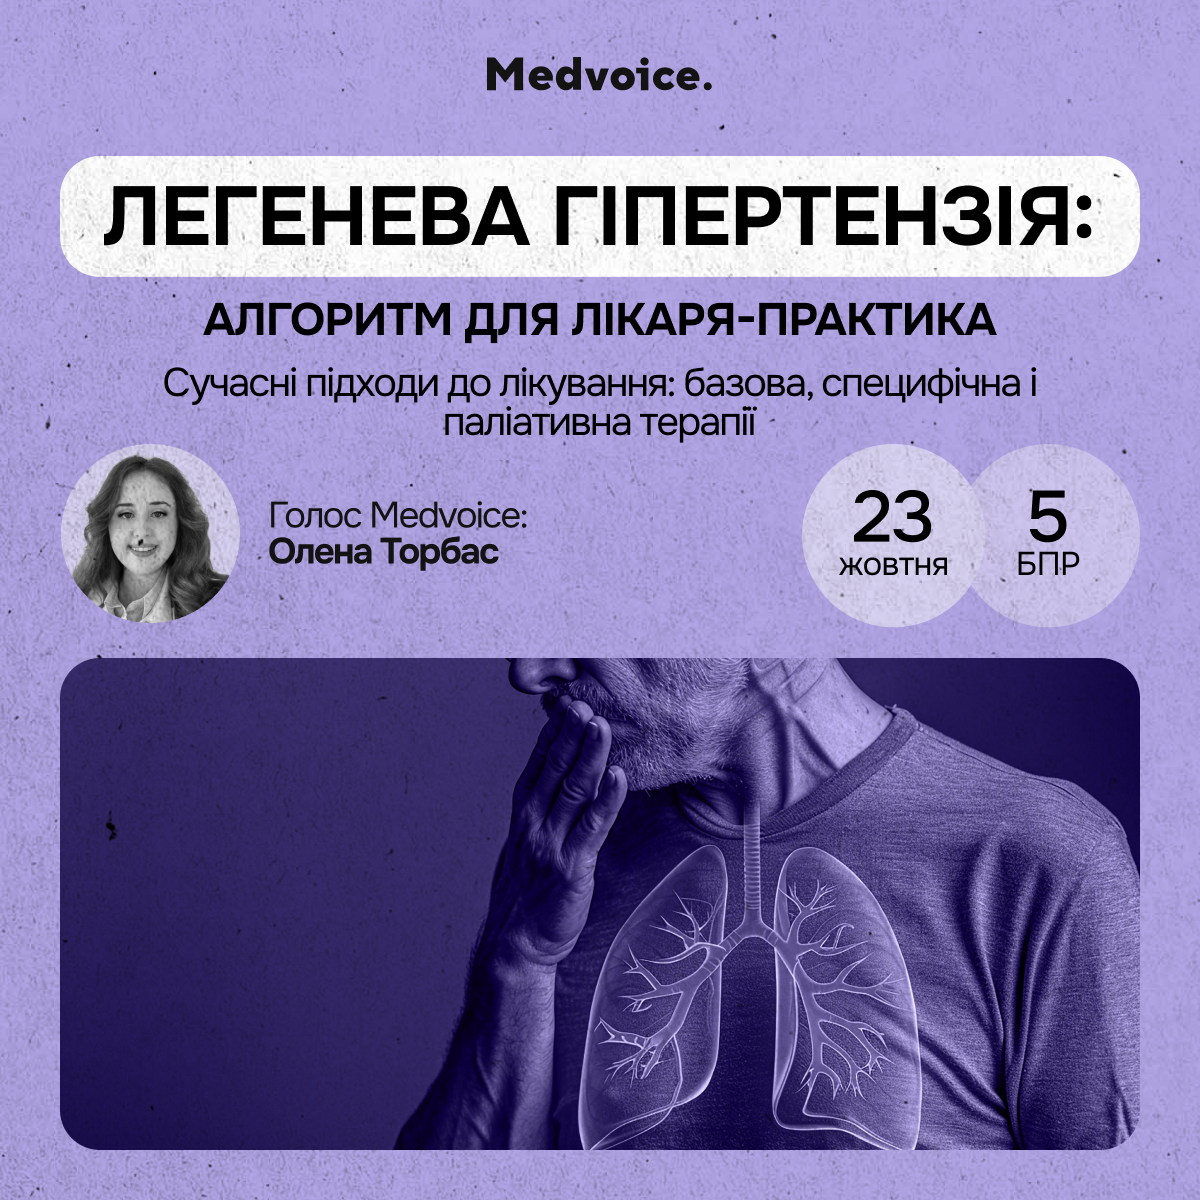 Medvoice.
ЛЕГЕНЕВА ГІПЕРТЕНЗІЯ:
АЛГОРИТМ ДЛЯ ЛІКАРЯ-ПРАКТИКА
Сучасні підходи до лікування: базова, специфічна і
паліативна терапії
Голос Medvoice:
Олена Торбас
23
жовтня
5
БПР